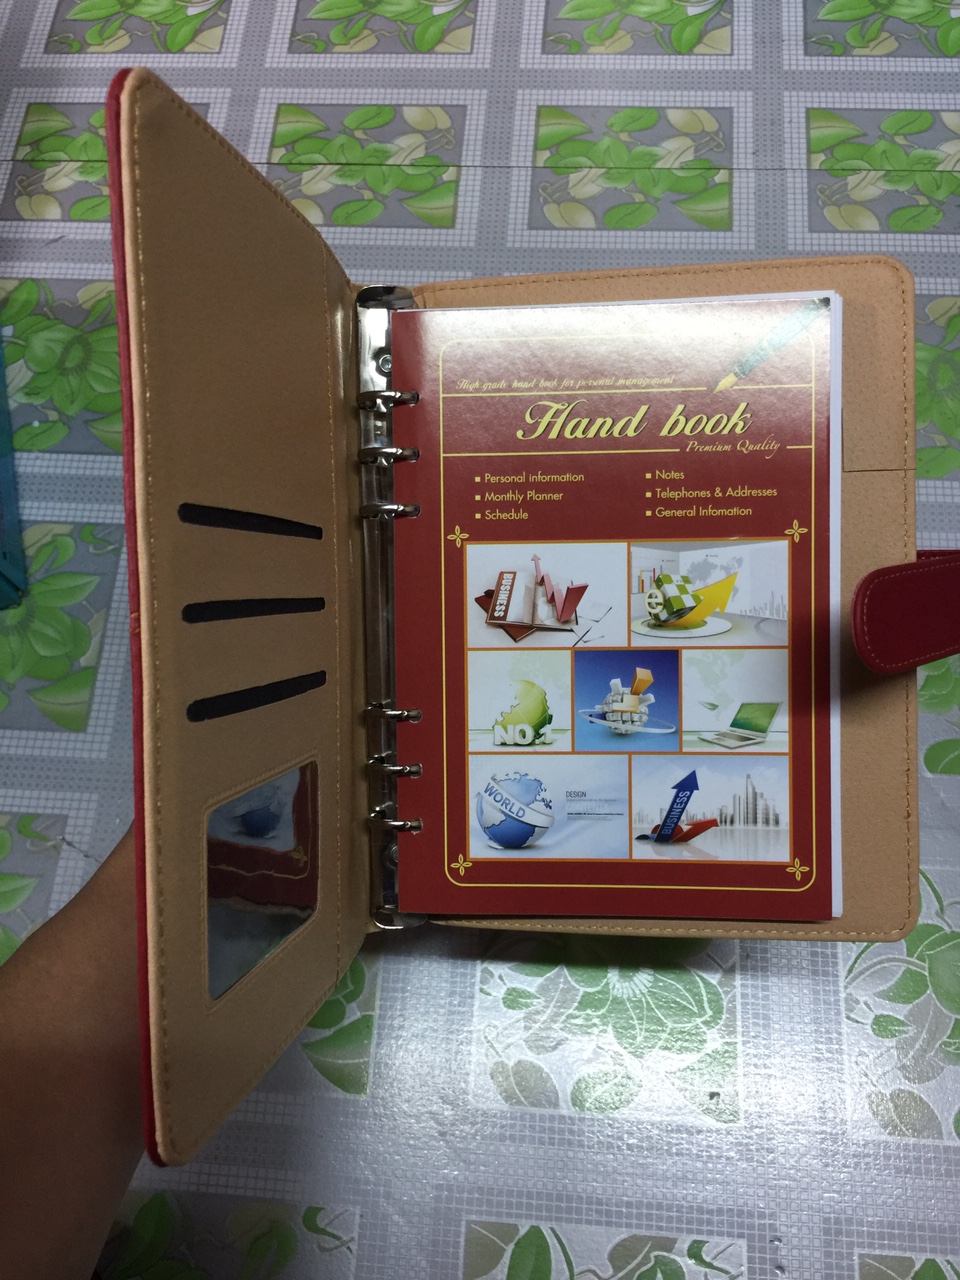 High grade hand book for personal management
Hand book
Premium Quality
Personal information
Monthly Planner
Schedule
Notes
Telephones & Addresses
General Infomation
BUSINESS
e
NO.1
WORLD
DESIGN
BUSINESS